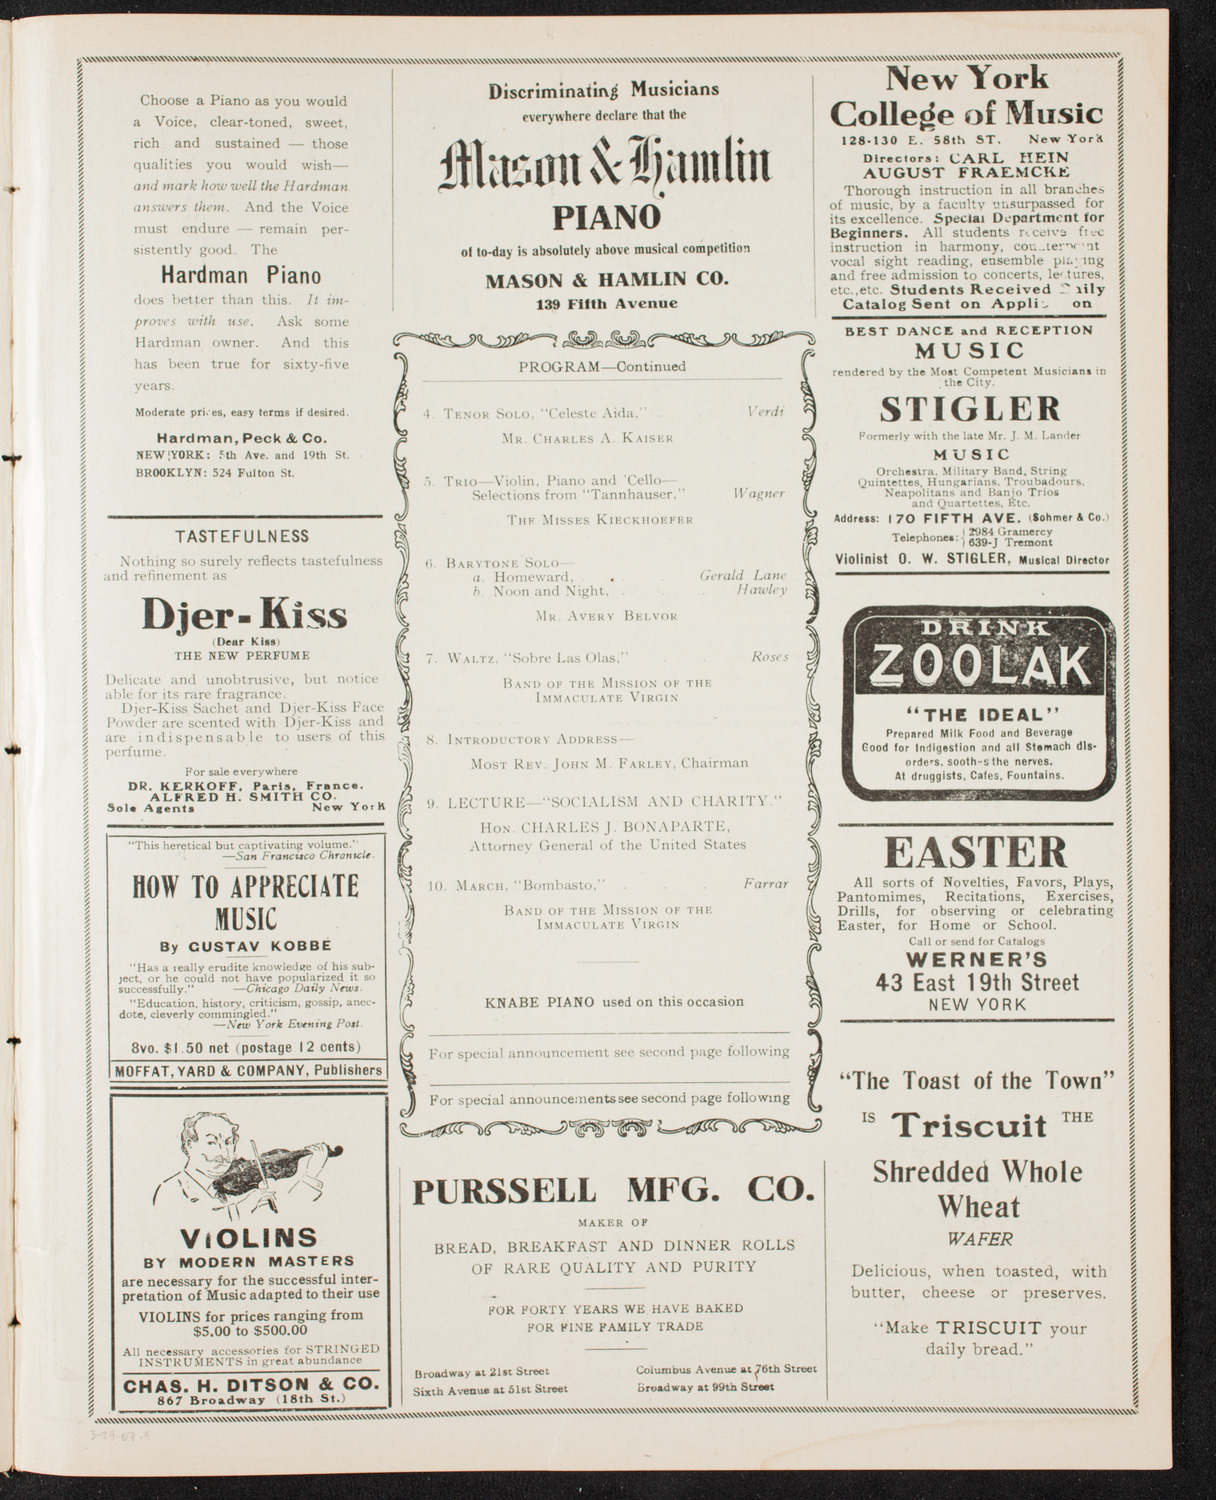 Choose a Piano as you would
a Voice, clear-toned, sweet,
rich and sustained — those
qualities you would wish—
and mark how well the Hardman
answers them. And the Voice
must endure — remain per-
sistently good. The
Hardman Piano
does better than this. It im-
proves with use. Ask some
Hardman owner. And this
has been true for sixty-five
years.
Moderate prices, easy terms if desired.
Hardman, Peck & Co.
NEW YORK: 5th Ave. and 19th St.
BROOKLYN: 524 Fulton St.
TASTEFULNESS
Nothing so surely reflects tastefulness
and refinement as
Djer-Kiss
(Dear Kiss)
THE NEW PERFUME
Delicate and unobtrusive, but notice
able for its rare fragrance.
Djer-Kiss Sachet and Djer-Kiss Face
Powder are scented with Djer-Kiss and
are indispensable to users of this
perfume.
For sale everywhere
DR. KERKOFF, Paris, France.
ALFRED H. SMITH CO.
Sole Agents New York
"This heretical but captivating volume."
—San Francisco Chronicle.
HOW TO APPRECIATE
MUSIC
By GUSTAV KOBBÉ
"Has a really erudite knowledge of his sub-
ject, or he could not have popularized it so
successfully." —Chicago Daily News.
"Education, history, criticism, gossip, anec-
dote, cleverly commingled."
—New York Evening Post.
8vo. $1.50 net (postage 12 cents)
MOFFAT, YARD & COMPANY, Publishers
VIOLINS
BY MODERN MASTERS
are necessary for the successful inter-
pretation of Music adapted to their use
VIOLINS for prices ranging from
$5.00 to $500.00
All necessary accessories for STRINGED
INSTRUMENTS in great abundance
CHAS. H. DITSON & CO.
867 Broadway (18th St.)
Discriminating Musicians
everywhere declare that the
Mason & Hamlin
PIANO
of to-day is absolutely above musical competition
MASON & HAMLIN CO.
139 Fifth Avenue
PROGRAM—Continued
4. TENOR SOLO, "Celeste Aida," Verdi
MR. CHARLES A. KAISER
5. TRIO—Violin, Piano and 'Cello—
Selections from "Tannhauser," Wagner
THE MISSES KIECKHOEFER
6. BARYTONE SOLO—
a. Homeward, Gerald Lane
b. Noon and Night, Hawley
MR. AVERY BELVOR
7. WALTZ, "Sobre Las Olas," Roses
BAND OF THE MISSION OF THE
IMMACULATE VIRGIN
8. INTRODUCTORY ADDRESS—
MOST REV. JOHN M. FARLEY, Chairman
9. LECTURE—"SOCIALISM AND CHARITY."
HON. CHARLES J. BONAPARTE,
Attorney General of the United States
10. MARCH, "Bombasto," Farrar
BAND OF THE MISSION OF THE
IMMACULATE VIRGIN
KNABE PIANO used on this occasion
For special announcement see second page following
For special announcements see second page following
PURSSELL MFG. CO.
MAKER OF
BREAD, BREAKFAST AND DINNER ROLLS
OF RARE QUALITY AND PURITY
FOR FORTY YEARS WE HAVE BAKED
FOR FINE FAMILY TRADE
Broadway at 21st Street Columbus Avenue at 76th Street
Sixth Avenue at 51st Street Broadway at 99th Street
New York
College of Music
128-130 E. 58th ST. New York
Directors: CARL HEIN
AUGUST FRAEMCKE
Thorough instruction in all branches
of music, by a faculty unsurpassed for
its excellence. Special Department for
Beginners. All students receive free
instruction in harmony, counterpoint
vocal sight reading, ensemble playing
and free admission to concerts, lectures,
etc., etc. Students Received Daily
Catalog Sent on Application
BEST DANCE and RECEPTION
MUSIC
rendered by the Most Competent Musicians in
the City.
STIGLER
Formerly with the late Mr. J. M. Lander
MUSIC
Orchestra, Military Band, String
Quintettes, Hungarians, Troubadours,
Neapolitans and Banjo Trios
and Quartettes, Etc.
Address: 170 FIFTH AVE. (Sohmer & Co.)
Telephones: { 2984 Gramercy
639-J Tremont
Violinist O. W. STIGLER, Musical Director
DRINK
ZOOLAK
"THE IDEAL"
Prepared Milk Food and Beverage
Good for Indigestion and all Stomach dis-
orders. sooth-s the nerves.
At druggists, Cafes, Fountains.
EASTER
All sorts of Novelties, Favors, Plays,
Pantomimes, Recitations, Exercises,
Drills, for observing or celebrating
Easter, for Home or School.
Call or send for Catalogs
WERNER'S
43 East 19th Street
NEW YORK
"The Toast of the Town"
IS Triscuit THE
Shredded Whole
Wheat
WAFER
Delicious, when toasted, with
butter, cheese or preserves.
"Make TRISCUIT your
daily bread."